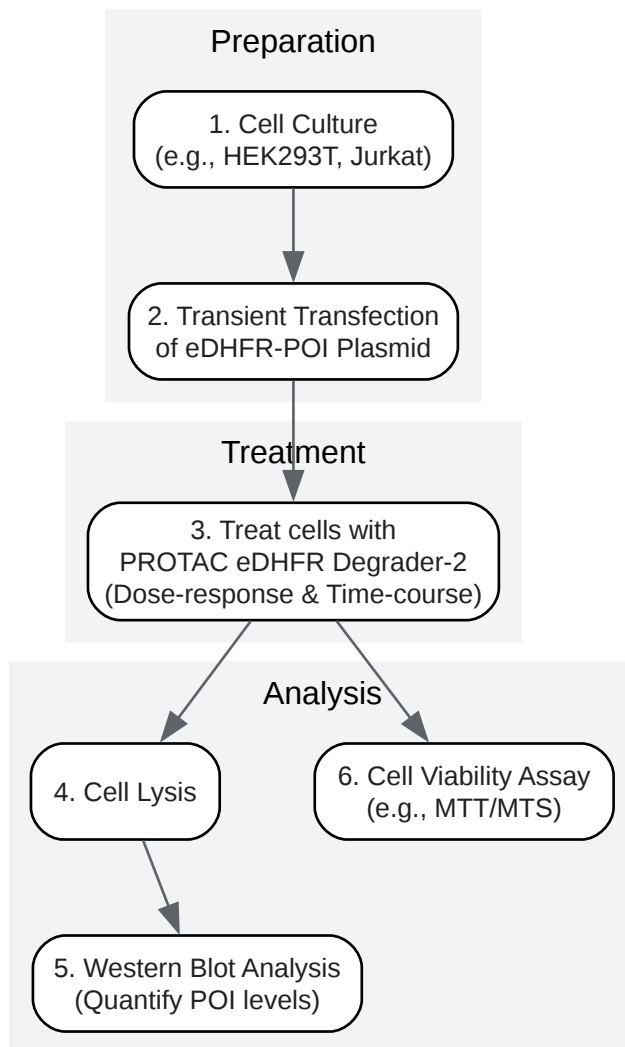 Preparation
1. Cell Culture
(e.g., HEK293T, Jurkat)
2. Transient Transfection
of eDHFR-POI Plasmid
Treatment
3. Treat cells with
PROTAC eDHFR Degrader-2
(Dose-response & Time-course)
Analysis
4. Cell Lysis
6. Cell Viability Assay
(e.g., MTT/MTS)
5. Western Blot Analysis
(Quantify POI levels)